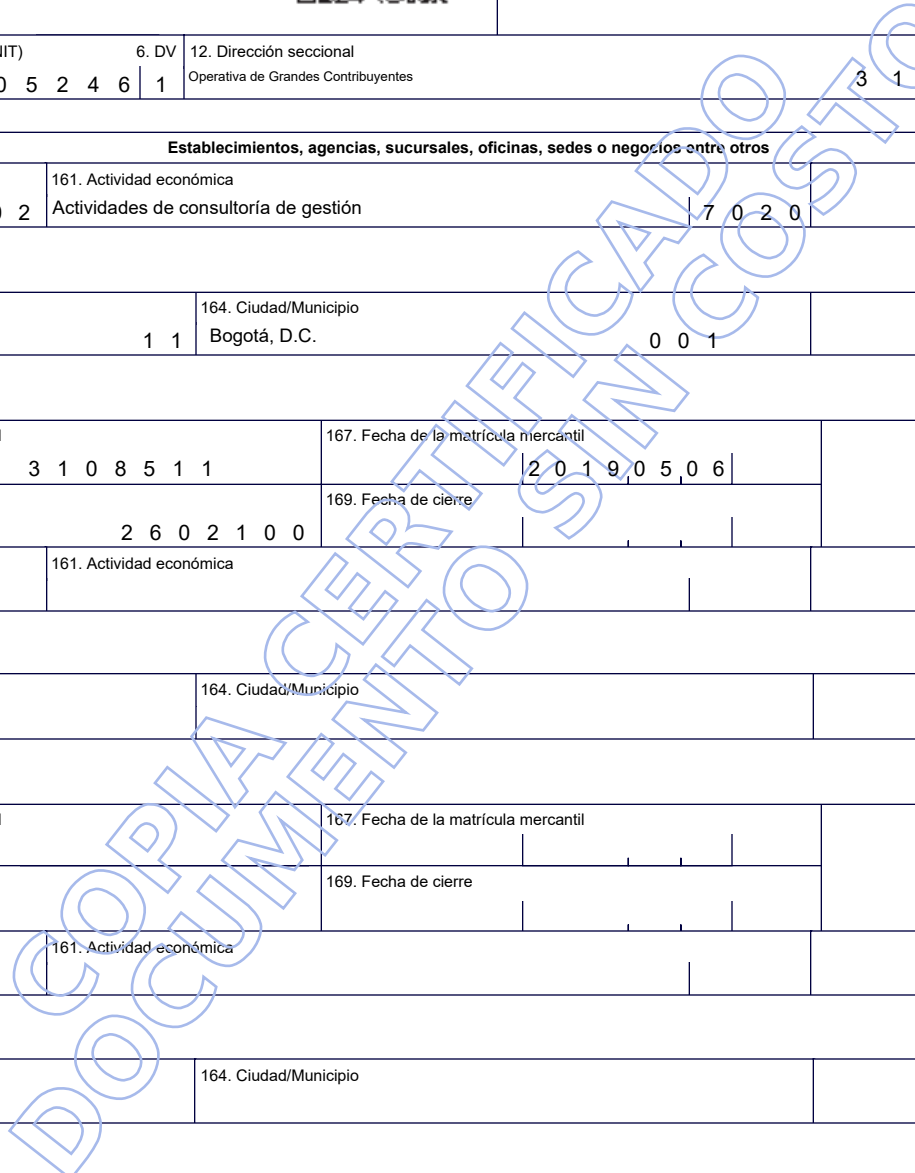 IT) 6. DV 12. Dirección seccional
0 5 2 4 6 1 Operativa de Grandes Contribuyentes 3 1
Establecimientos, agencias, sucursales, oficinas, sedes o negocios entre otros
161. Actividad económica
0 2 Actividades de consultoría de gestión 7 0 2 0
164. Ciudad/Municipio
1 1 Bogotá, D.C. 0 0 1
167. Fecha de la matrícula mercantil
3 1 0 8 5 1 1 2 0 1 9 0 5 0 6
169. Fecha de cierre
2 6 0 2 1 0 0
161. Actividad económica
164. Ciudad/Municipio
167. Fecha de la matrícula mercantil
169. Fecha de cierre
161. Actividad económica
164. Ciudad/Municipio
COPIA CERTIFICADO
DOCUMENTO SIN COSTO